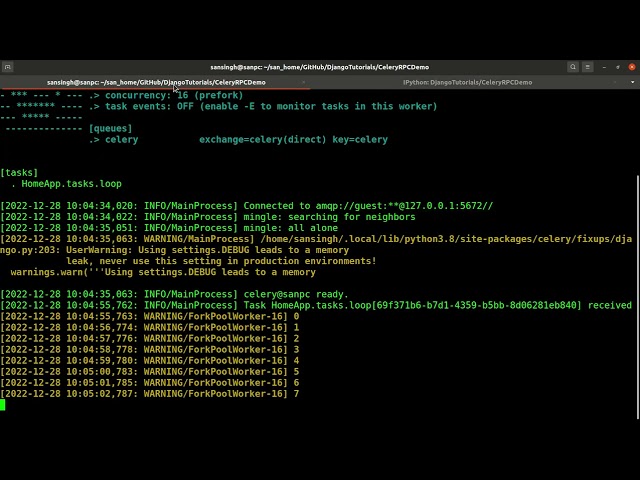 sansingh@sanpc: ~/san_home/GitHub/DjangoTutorials/CeleryRPCDemo
sansingh@sanpc: ~/san_home/GitHub/DjangoTutorials/CeleryRPCDemo
IPython: DjangoTutorials/CeleryRPCDemo
- *** --- * --- .> concurrency: 16 (prefork)
-- ******* ---- .> task events: OFF (enable -E to monitor tasks in this worker)
--- ***** -----
-------------- [queues]
.> celery exchange=celery(direct) key=celery
[tasks]
. HomeApp.tasks.loop
[2022-12-28 10:04:34,020: INFO/MainProcess] Connected to amqp://guest:**@127.0.0.1:5672//
[2022-12-28 10:04:34,022: INFO/MainProcess] mingle: searching for neighbors
[2022-12-28 10:04:35,051: INFO/MainProcess] mingle: all alone
[2022-12-28 10:04:35,063: WARNING/MainProcess] /home/sansingh/.local/lib/python3.8/site-packages/celery/fixups/dja
ngo.py:203: UserWarning: Using settings.DEBUG leads to a memory
leak, never use this setting in production environments!
warnings.warn('''Using settings.DEBUG leads to a memory
[2022-12-28 10:04:35,063: INFO/MainProcess] celery@sanpc ready.
[2022-12-28 10:04:55,762: INFO/MainProcess] Task HomeApp.tasks.loop[69f371b6-b7d1-4359-b5bb-8d06281eb840] received
[2022-12-28 10:04:55,763: WARNING/ForkPoolWorker-16] 0
[2022-12-28 10:04:56,774: WARNING/ForkPoolWorker-16] 1
[2022-12-28 10:04:57,776: WARNING/ForkPoolWorker-16] 2
[2022-12-28 10:04:58,778: WARNING/ForkPoolWorker-16] 3
[2022-12-28 10:04:59,780: WARNING/ForkPoolWorker-16] 4
[2022-12-28 10:05:00,783: WARNING/ForkPoolWorker-16] 5
[2022-12-28 10:05:01,785: WARNING/ForkPoolWorker-16] 6
[2022-12-28 10:05:02,787: WARNING/ForkPoolWorker-16] 7